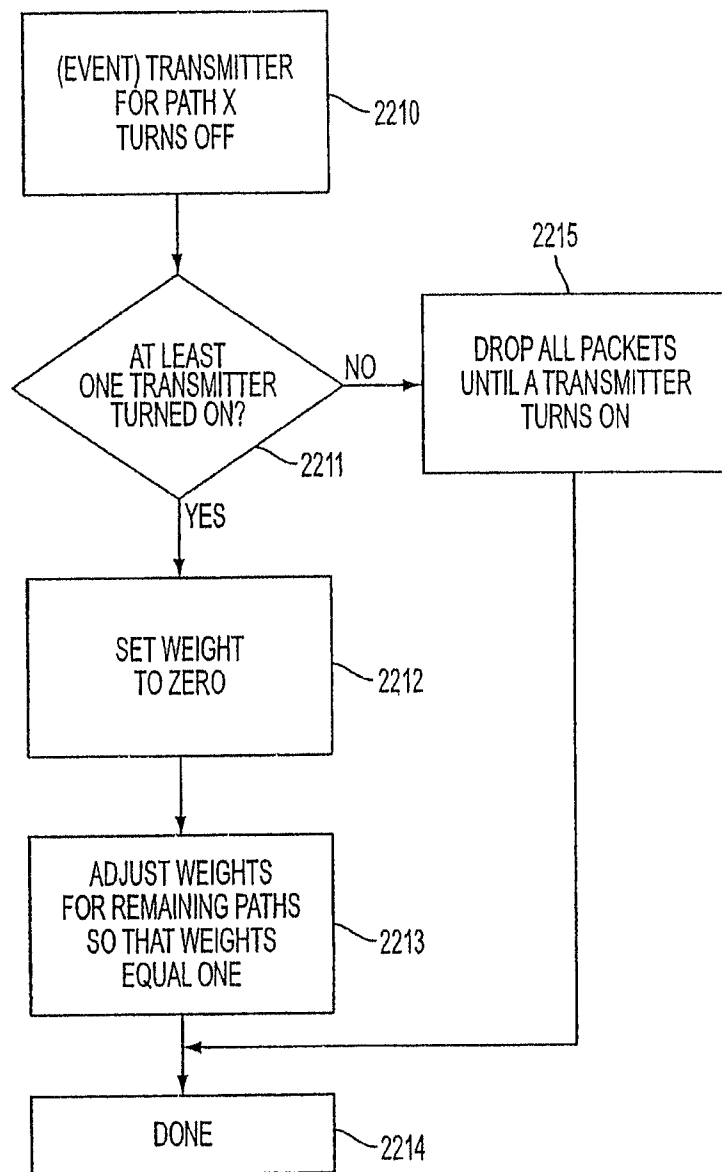 (EVENT) TRANSMITTER
FOR PATH X
TURNS OFF
2210
2215
AT LEAST
ONE TRANSMITTER
TURNED ON?
NO
2211
DROP ALL PACKETS
UNTIL A TRANSMITTER
TURNS ON
YES
SET WEIGHT
TO ZERO
2212
ADJUST WEIGHTS
FOR REMAINING PATHS
SO THAT WEIGHTS
EQUAL ONE
2213
DONE
2214